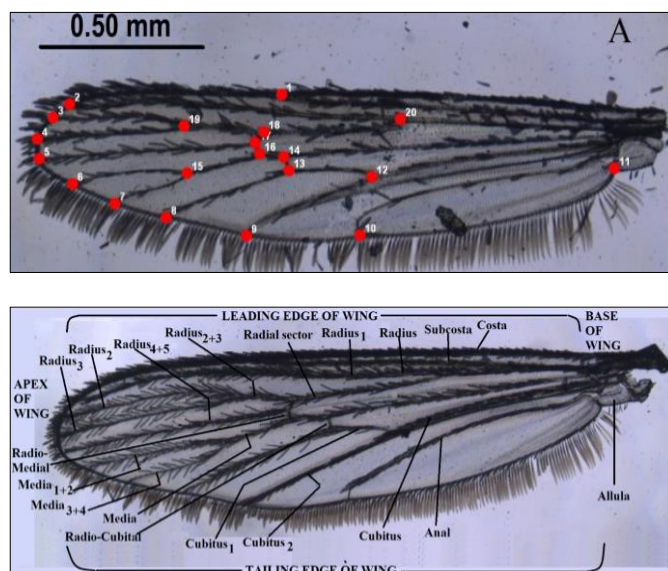 0.50 mm
A
1
2
3
4
5
6
7
8
9
10
11
12
13
14
15
16
17
18
19
20
LEADING EDGE OF WING
BASE OF WING
APEX OF WING
Radius3
Radius2
Radius4+5
Radius2+3
Radial sector
Radius1
Radius
Subcosta
Costa
Radio-Medial
Media1+2
Media3+4
Media
Radio-Cubital
Cubitus1
Cubitus2
Cubitus
Anal
Allula
TAILING EDGE OF WING